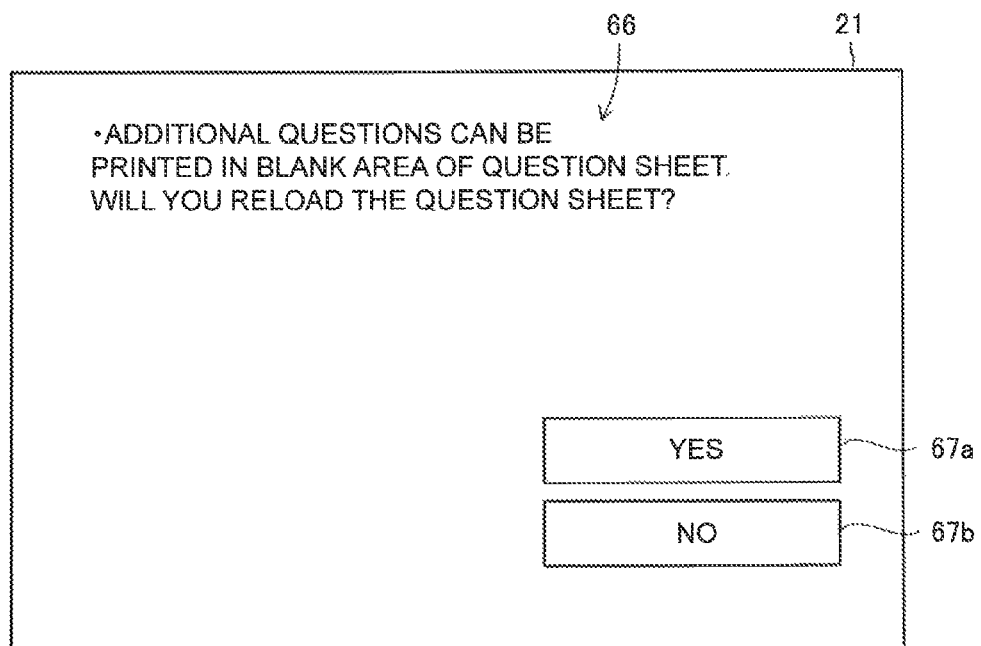 66
21
・ADDITIONAL QUESTIONS CAN BE
PRINTED IN BLANK AREA OF QUESTION SHEET.
WILL YOU RELOAD THE QUESTION SHEET?
YES
67a
NO
67b